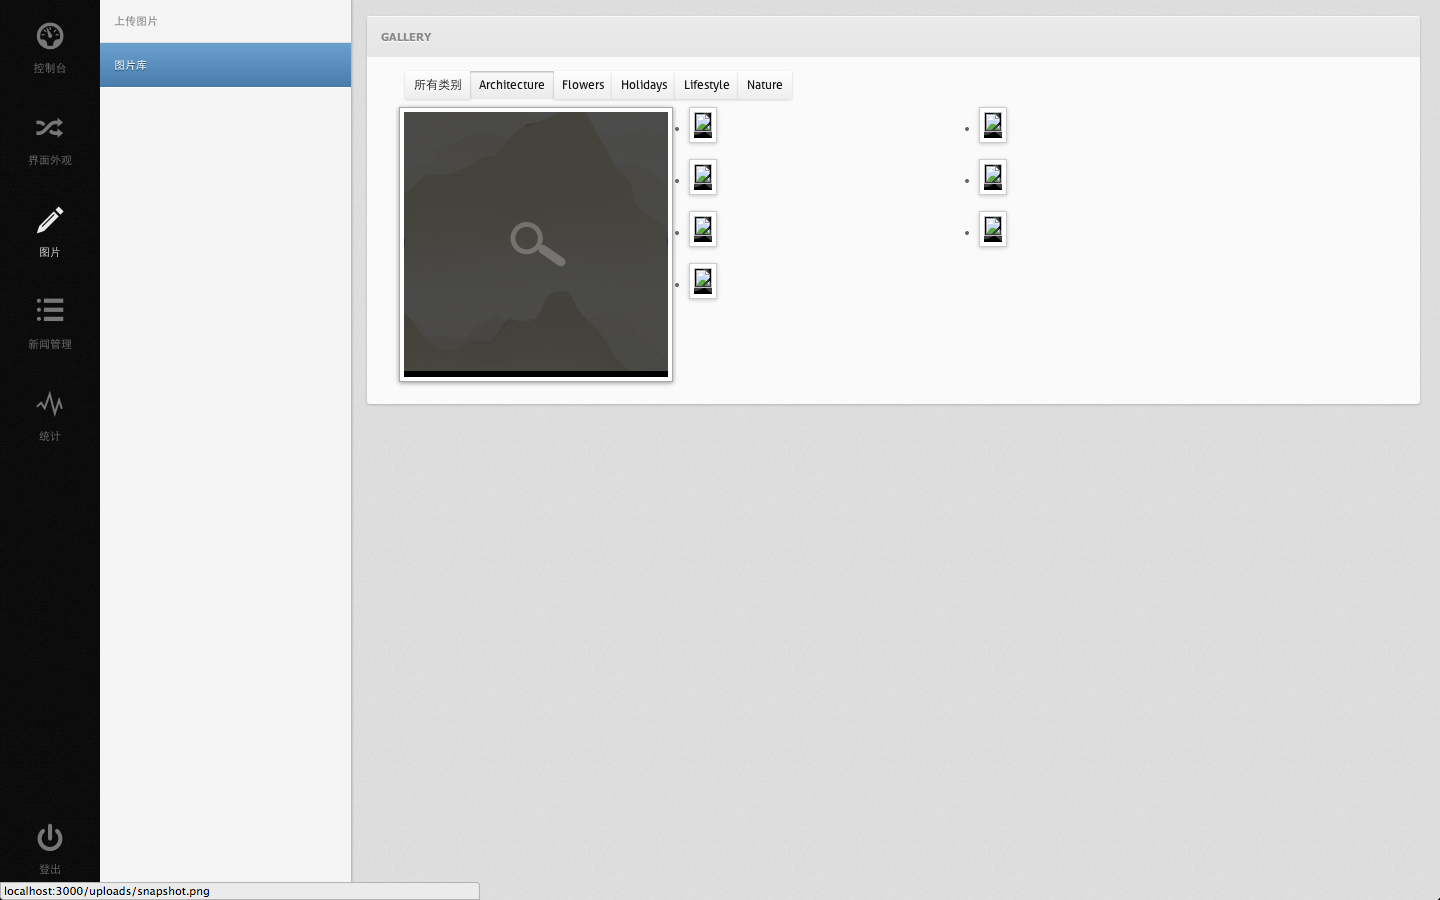 控制台
界面外观
图片
新闻管理
统计
登出
上传图片
图片库
GALLERY
所有类别 Architecture Flowers Holidays Lifestyle Nature
localhost:3000/uploads/snapshot.png